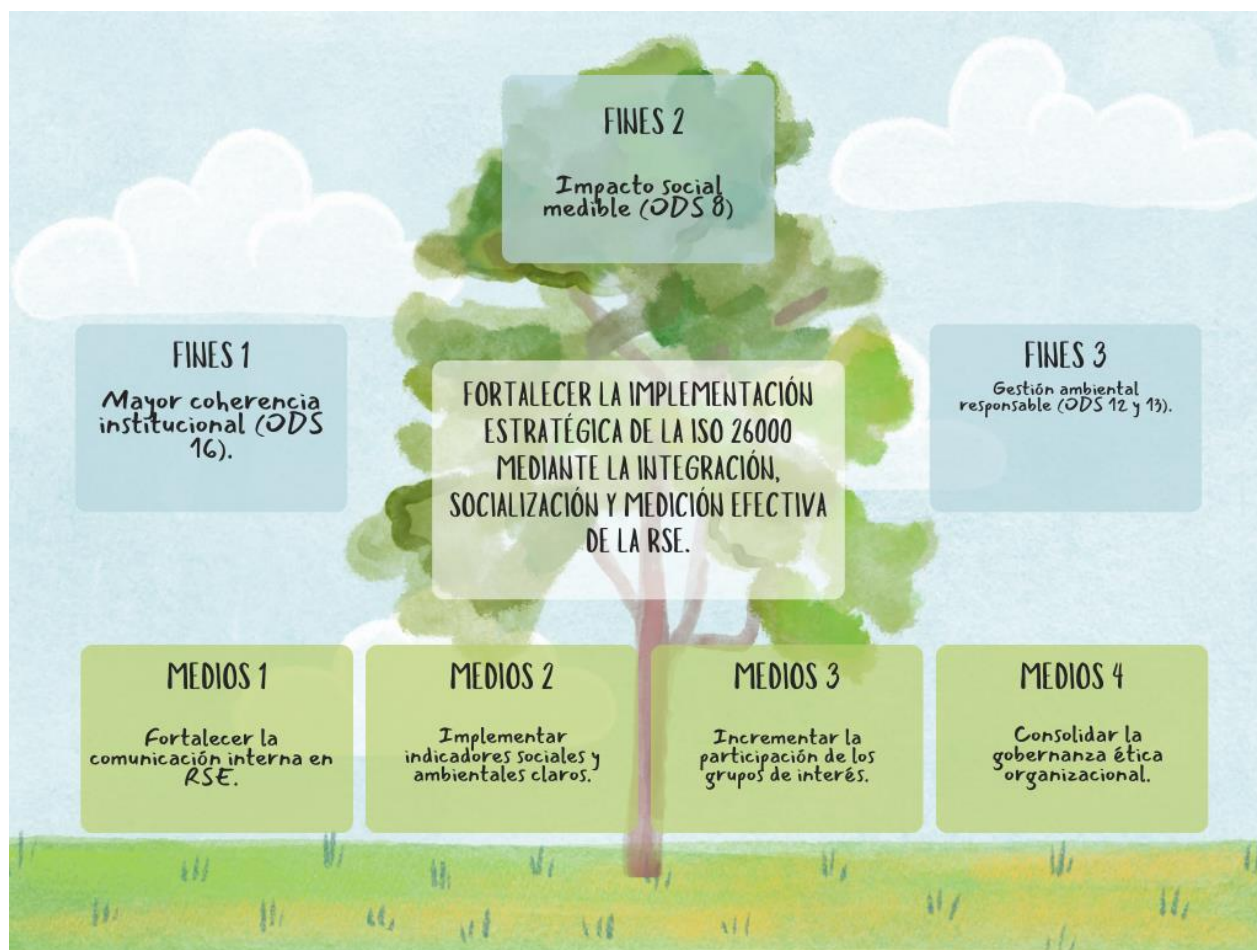 FINES 2
Impacto social
medible (ODS 8)
FINES 1
Mayor coherencia
institucional (ODS
16).
FINES 3
Gestión ambiental
responsable (ODS 12 y 13).
FORTALECER LA IMPLEMENTACIÓN
ESTRATÉGICA DE LA ISO 26000
MEDIANTE LA INTEGRACIÓN,
SOCIALIZACIÓN Y MEDICIÓN EFECTIVA
DE LA RSE.
MEDIOS 1
Fortalecer la
comunicación interna en
RSE.
MEDIOS 2
Implementar
indicadores sociales y
ambientales claros.
MEDIOS 3
Incrementar la
participación de los
grupos de interés.
MEDIOS 4
Consolidar la
gobernanza ética
organizacional.